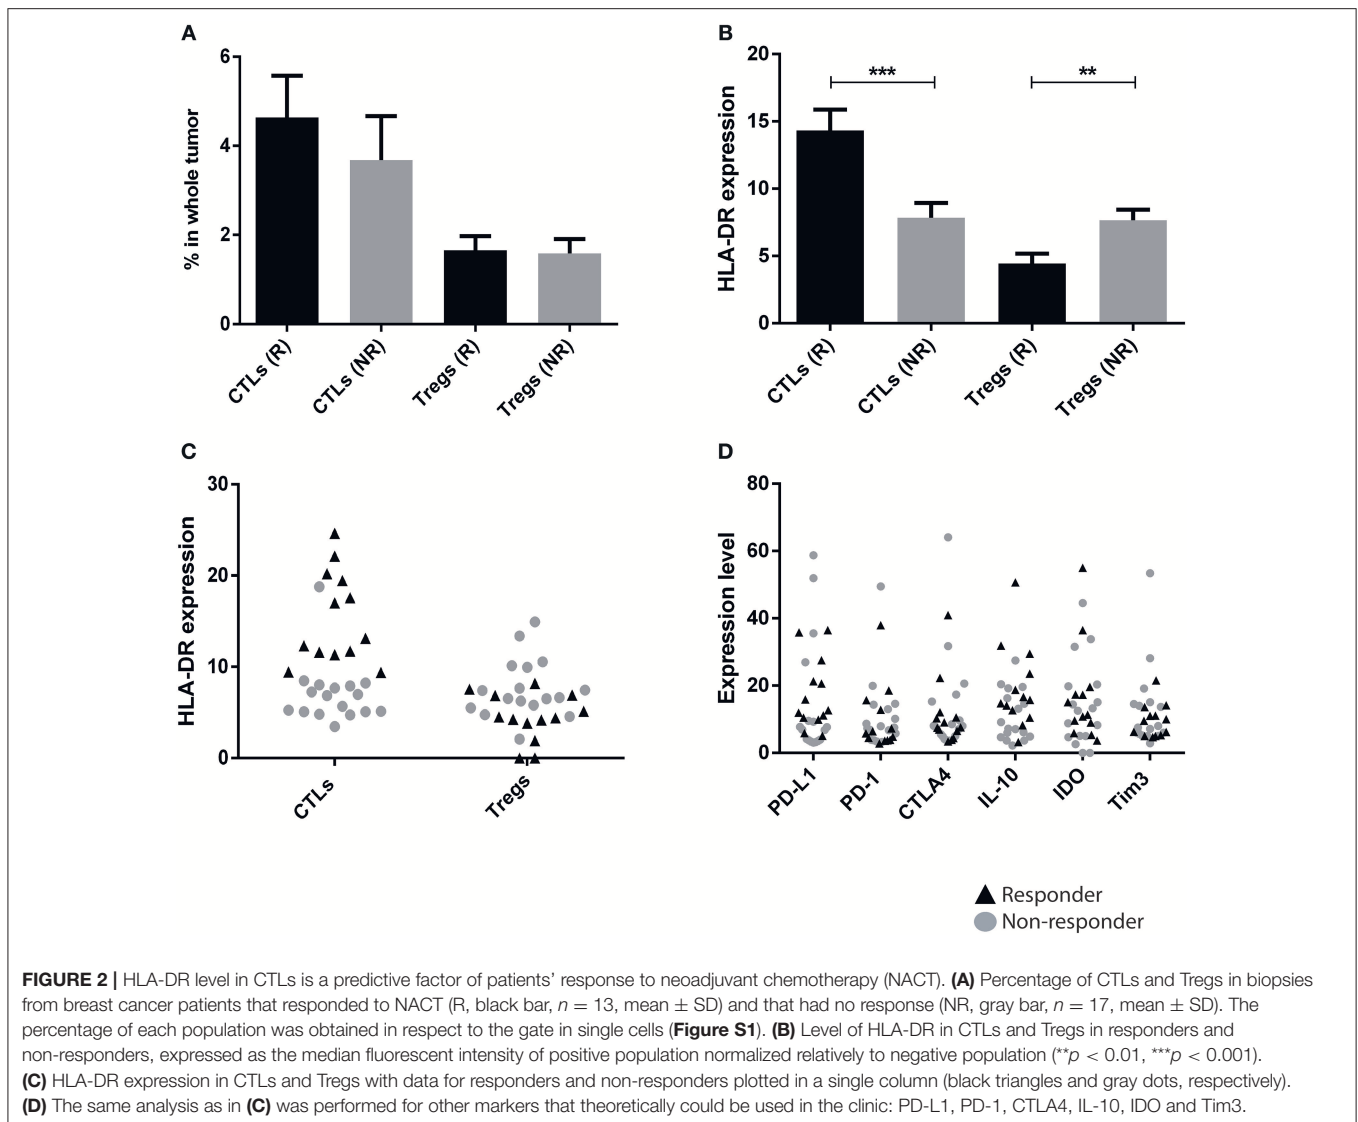 A
% in whole tumor
6
4
2
0
CTLs (R)
CTLs (NR)
Tregs (R)
Tregs (NR)
B
HLA-DR expression
20
15
10
5
0
***
**
CTLs (R)
CTLs (NR)
Tregs (R)
Tregs (NR)
C
HLA-DR expression
30
20
10
0
CTLs
Tregs
D
Expression level
80
60
40
20
0
PD-L1
PD-1
CTLA4
IL-10
IDO
Tim3
Responder
Non-responder
FIGURE 2 | HLA-DR level in CTLs is a predictive factor of patients' response to neoadjuvant chemotherapy (NACT). (A) Percentage of CTLs and Tregs in biopsies
from breast cancer patients that responded to NACT (R, black bar, n = 13, mean ± SD) and that had no response (NR, gray bar, n = 17, mean ± SD). The
percentage of each population was obtained in respect to the gate in single cells (Figure S1). (B) Level of HLA-DR in CTLs and Tregs in responders and
non-responders, expressed as the median fluorescent intensity of positive population normalized relatively to negative population (**p < 0.01, ***p < 0.001).
(C) HLA-DR expression in CTLs and Tregs with data for responders and non-responders plotted in a single column (black triangles and gray dots, respectively).
(D) The same analysis as in (C) was performed for other markers that theoretically could be used in the clinic: PD-L1, PD-1, CTLA4, IL-10, IDO and Tim3.